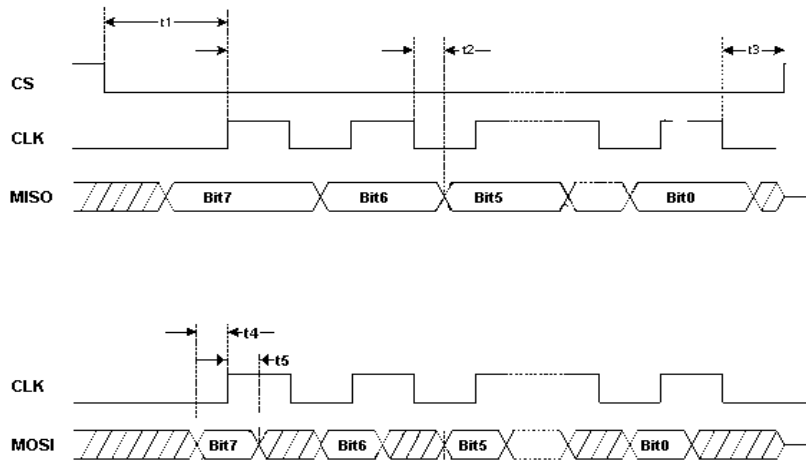 t1
t2
t3
CS
CLK
MISO Bit7 Bit6 Bit5 Bit0
t4
t5
CLK
MOSI Bit7 Bit6 Bit5 Bit0